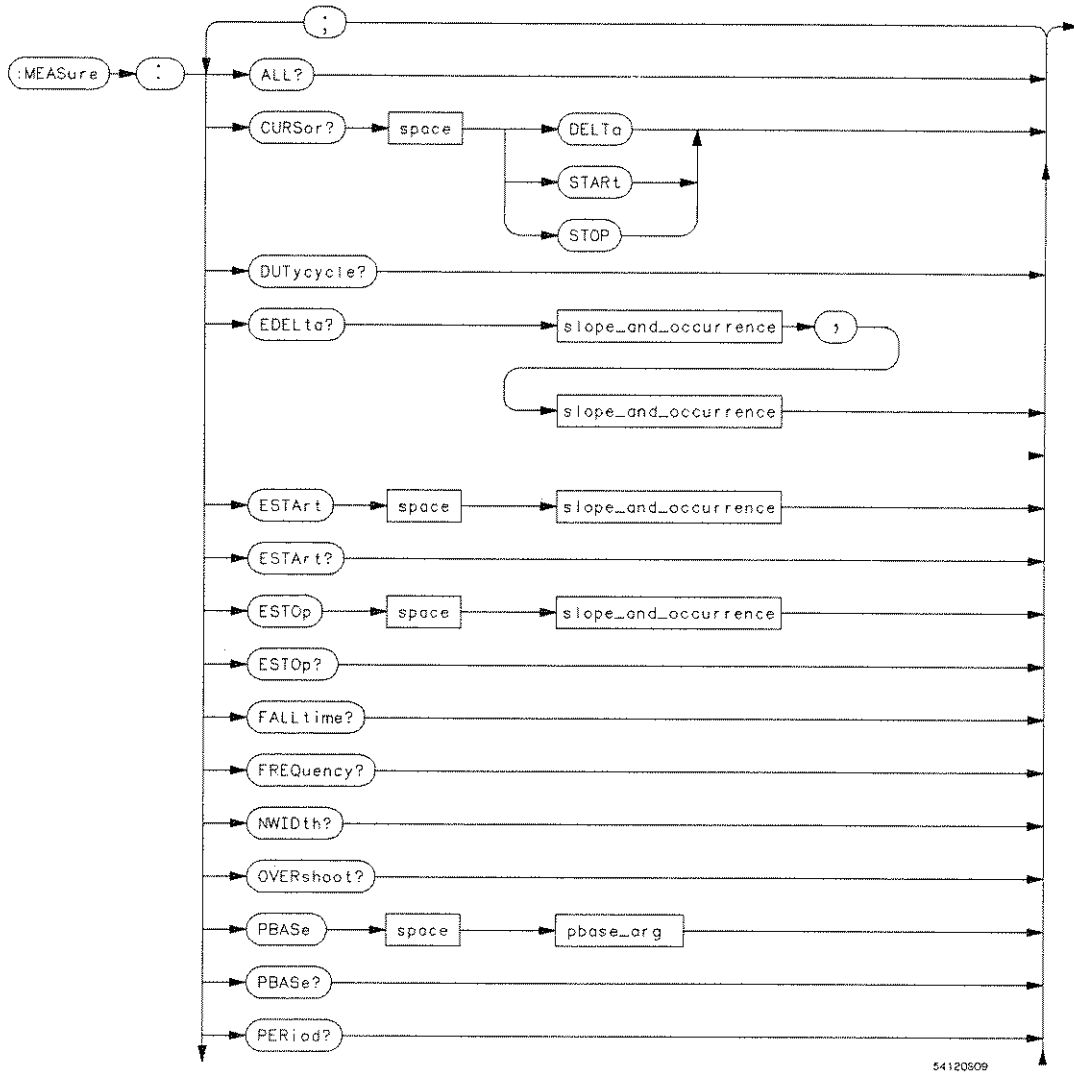 ;
:MEASure : ALL?
CURSor? space DELTa
STARt
STOP
DUTycycle?
EDELta? slope_and_occurrence ,
slope_and_occurrence
ESTArt space slope_and_occurrence
ESTArt?
ESTOp space slope_and_occurrence
ESTOp?
FALLtime?
FREQuency?
NWIDth?
OVERshoot?
PBASe space pbase_arg
PBASe?
PERiod?
54120S09